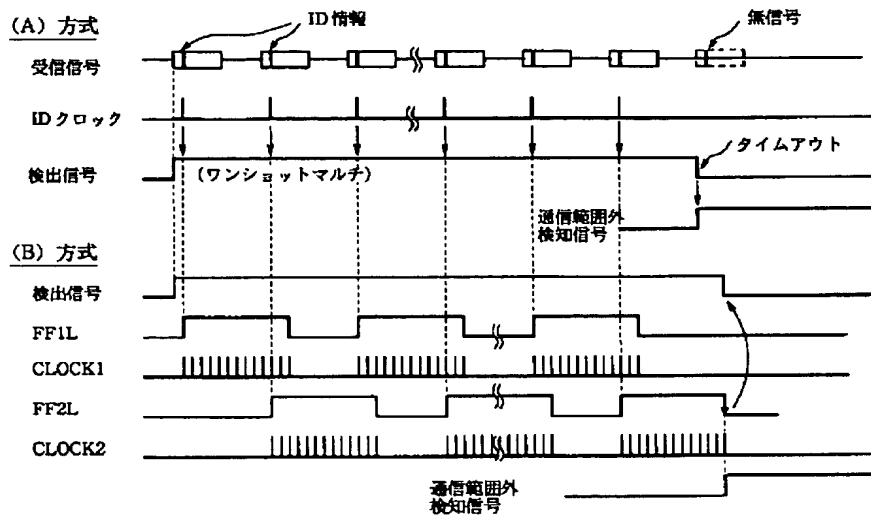 (A) 方式
ID情報
無信号
受信信号
IDクロック
タイムアウト
検出信号
(ワンショットマルチ)
通信範囲外
検知信号
(B) 方式
検出信号
FF1L
CLOCK1
FF2L
CLOCK2
通信範囲外
検知信号